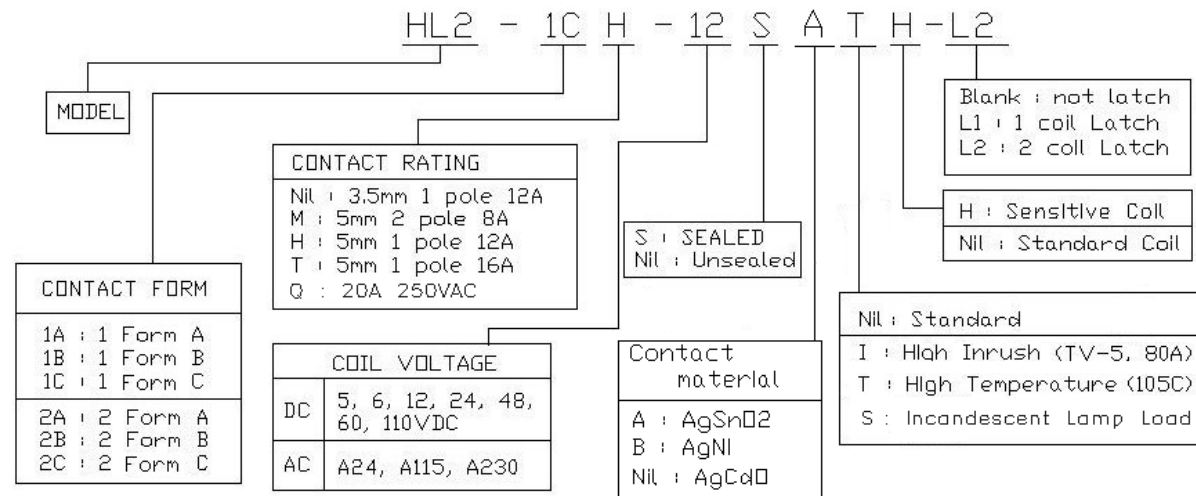 HL2 - 1C H - 12 S A T H - L2
MODEL
Blank : not latch
L1 : 1 coil Latch
L2 : 2 coil Latch
CONTACT RATING
Nil : 3.5mm 1 pole 12A
M : 5mm 2 pole 8A
H : 5mm 1 pole 12A
T : 5mm 1 pole 16A
Q : 20A 250VAC
H : Sensitive Coil
Nil : Standard Coil
S : SEALED
Nil : Unsealed
CONTACT FORM
1A : 1 Form A
1B : 1 Form B
1C : 1 Form C
2A : 2 Form A
2B : 2 Form B
2C : 2 Form C
COIL VOLTAGE
DC 5, 6, 12, 24, 48,
60, 110VDC
AC A24, A115, A230
Contact
material
A : AgSnO2
B : AgNI
Nil : AgCdO
Nil : Standard
I : High Inrush (TV-5, 80A)
T : High Temperature (105C)
S : Incandescent Lamp Load